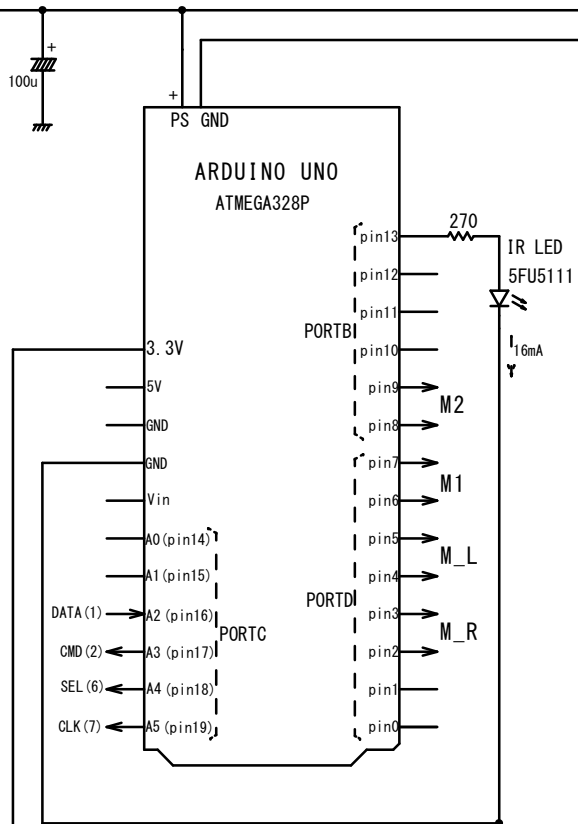 +
100u
+
PS GND
ARDUINO UNO
ATMEGA328P
270
IR LED
5FU5111
16mA
pin13
pin12
pin11
PORTB
pin10
3.3V
5V
pin9
M2
GND
pin8
GND
pin7
M1
Vin
pin6
A0(pin14)
pin5
M_L
A1(pin15)
pin4
DATA(1)
A2(pin16)
PORTD
pin3
M_R
CMD(2)
A3(pin17)
PORTC
pin2
SEL(6)
A4(pin18)
pin1
CLK(7)
A5(pin19)
pin0